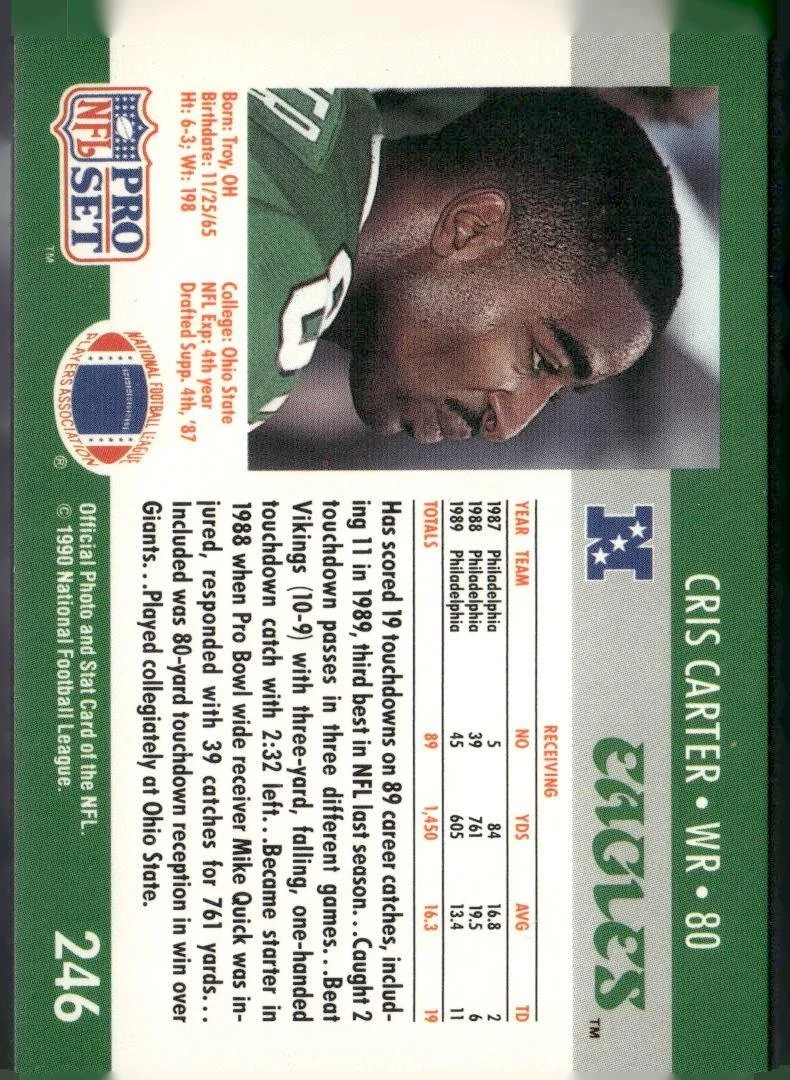 CRIS CARTER • WR • 80
EAGLES™
RECEIVING
YEAR TEAM NO YDS AVG TD
1987 Philadelphia 5 84 16.8 2
1988 Philadelphia 39 761 19.5 6
1989 Philadelphia 45 605 13.4 11
TOTALS 89 1,450 16.3 19
Has scored 19 touchdowns on 89 career catches, includ-
ing 11 in 1989, third best in NFL last season...Caught 2
touchdown passes in three different games...Beat
Vikings (10-9) with three-yard, falling, one-handed
touchdown catch with 2:32 left...Became starter in
1988 when Pro Bowl wide receiver Mike Quick was in-
jured, responded with 39 catches for 761 yards...
Included was 80-yard touchdown reception in win over
Giants...Played collegiately at Ohio State.
8
Born: Troy, OH
Birthdate: 11/25/65
Ht: 6-3; Wt: 198
College: Ohio State
NFL Exp: 4th year
Drafted Supp. 4th, '87
PRO
NFL SET
™
NATIONAL FOOTBALL LEAGUE
PLAYERS ASSOCIATION
®
Official Photo and Stat Card of the NFL.
© 1990 National Football League.
246